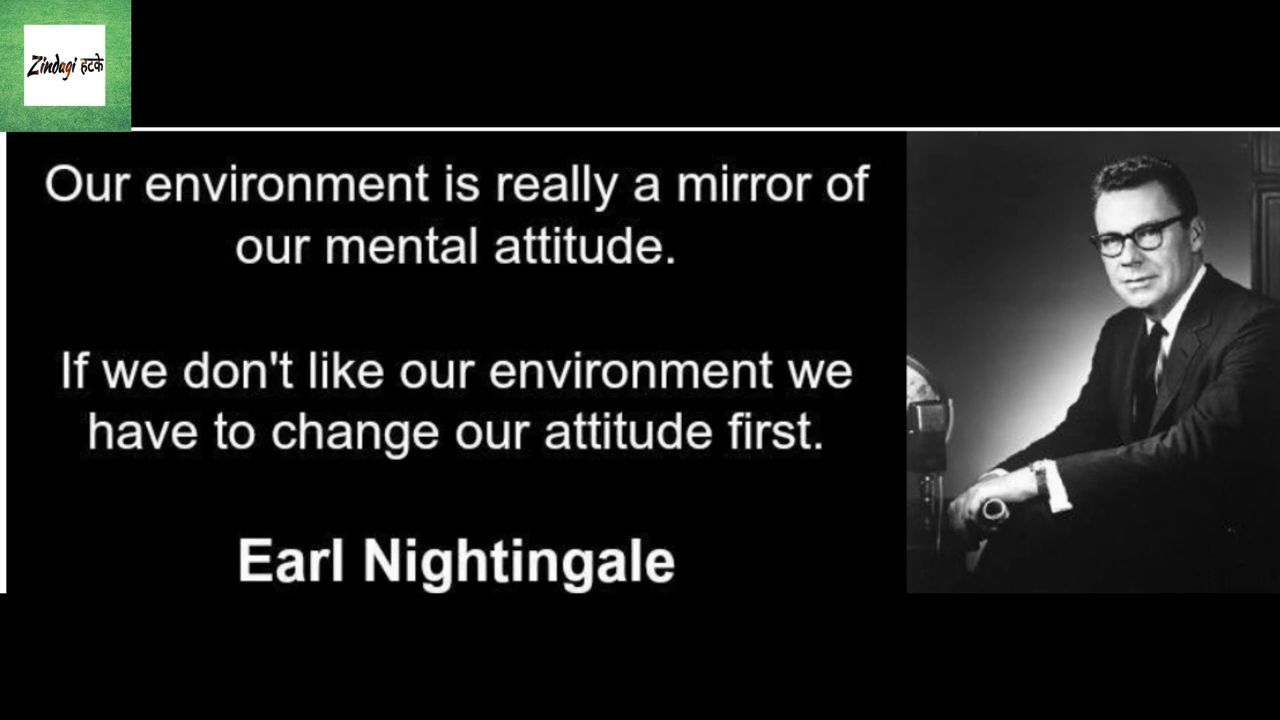 Zindagi हटके
Our environment is really a mirror of
our mental attitude.
If we don't like our environment we
have to change our attitude first.
Earl Nightingale